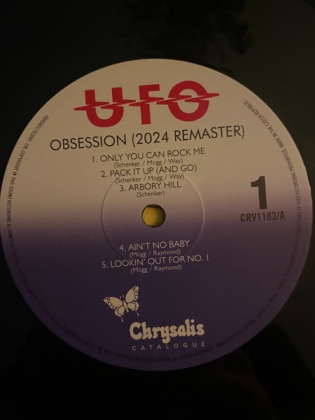 UFO
OBSESSION (2024 REMASTER)
1. ONLY YOU CAN ROCK ME
(Schenker / Mogg / Way)
2. PACK IT UP (AND GO)
(Schenker / Mogg / Way)
3. ARBORY HILL
(Schenker)
1
CRV1182/A
4. AIN'T NO BABY
(Mogg / Raymond)
5. LOOKIN' OUT FOR NO. 1
(Mogg / Raymond)
Chrysalis
CATALOGUE